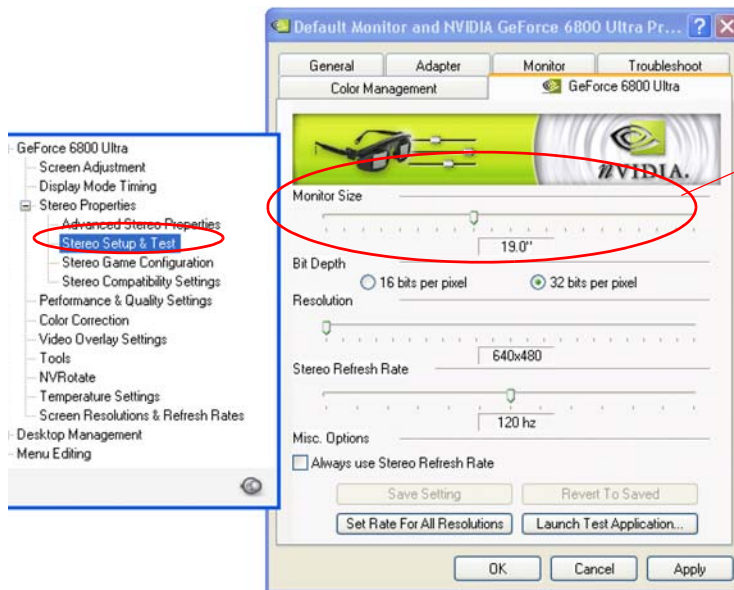 Default Monitor and NVIDIA GeForce 6800 Ultra Pr... ?
General Adapter Monitor Troubleshoot
Color Management GeForce 6800 Ultra
nVIDIA.
GeForce 6800 Ultra
Screen Adjustment
Display Mode Timing
Stereo Properties
Advanced Stereo Properties
Stereo Setup & Test
Stereo Game Configuration
Stereo Compatibility Settings
Performance & Quality Settings
Color Correction
Video Overlay Settings
Tools
NVRotate
Temperature Settings
Screen Resolutions & Refresh Rates
Desktop Management
Menu Editing
Monitor Size
19.0''
Bit Depth
16 bits per pixel 32 bits per pixel
Resolution
640x480
Stereo Refresh Rate
120 hz
Misc. Options
Always use Stereo Refresh Rate
Save Setting Revert To Saved
Set Rate For All Resolutions Launch Test Application...
OK Cancel Apply